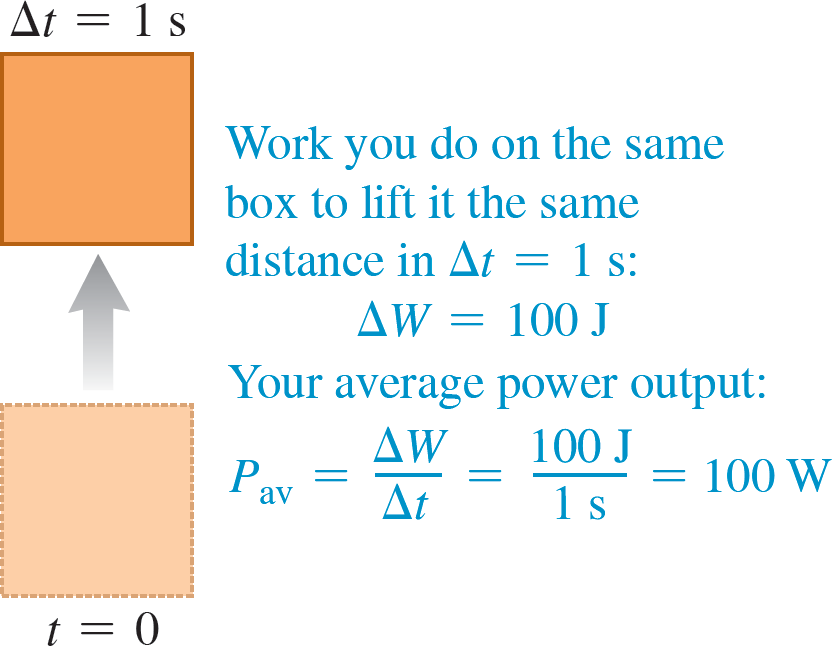 Δt = 1 s
Work you do on the same
box to lift it the same
distance in Δt = 1 s:
ΔW = 100 J
Your average power output:
P_av = ΔW/Δt = 100 J/1 s = 100 W
t = 0